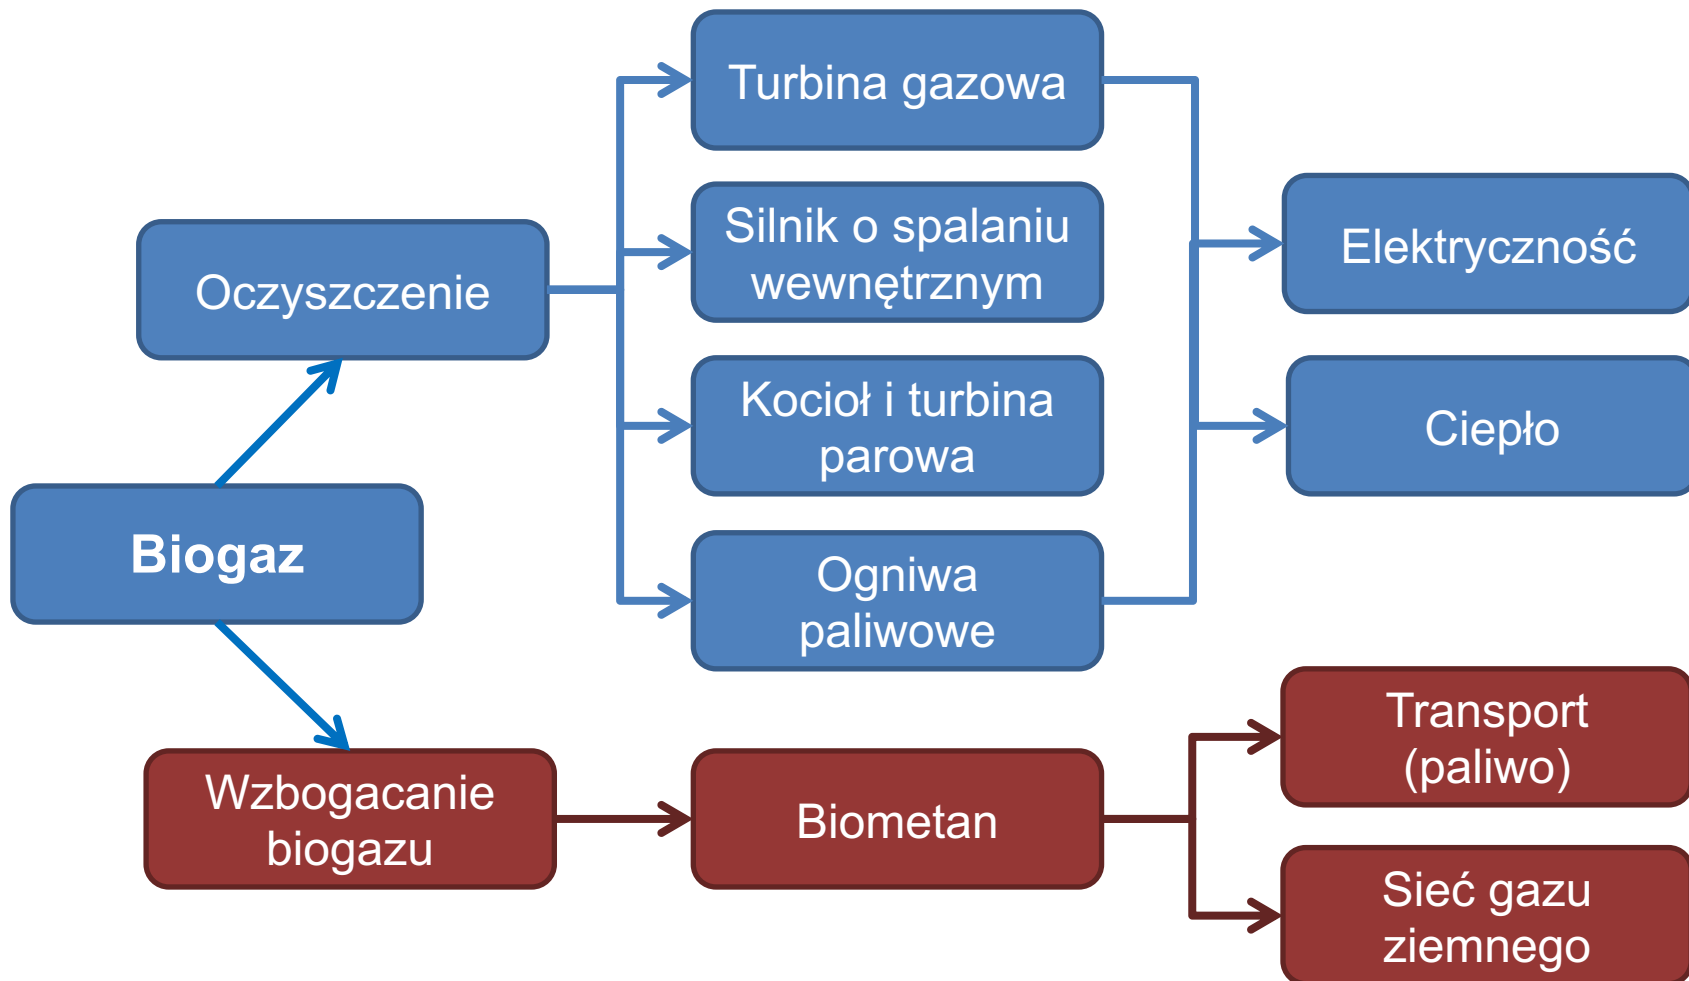 Turbina gazowa
Silnik o spalaniu
wewnętrznym
Elektryczność
Oczyszczenie
Kocioł i turbina
parowa
Ciepło
Biogaz
Ogniwa
paliwowe
Transport
(paliwo)
Wzbogacanie
biogazu
Biometan
Sieć gazu
ziemnego